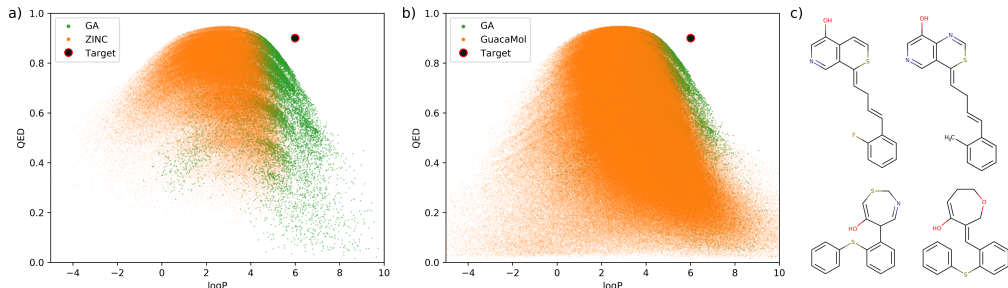 a)
GA
ZINC
Target
QED
1.0
0.8
0.6
0.4
0.2
0.0
−4 −2 0 2 4 6 8 10
logP
b)
GA
GuacaMol
Target
QED
1.0
0.8
0.6
0.4
0.2
0.0
−4 −2 0 2 4 6 8 10
logP
c)
OH
N
S
F
OH
N
N
S
H₃C
S
N
HO
S
O
HO
S